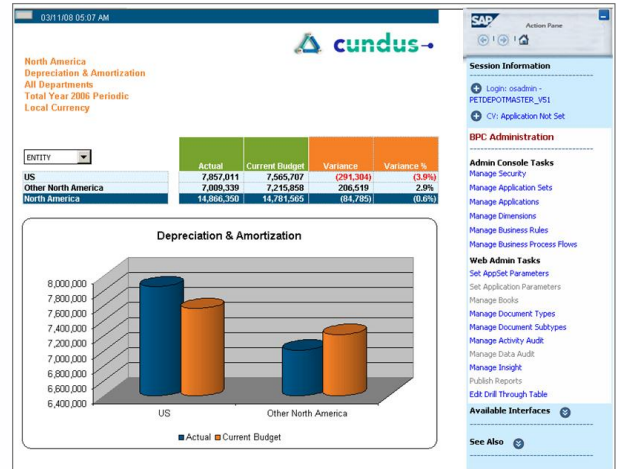 03/11/08 05:07 AM
cundus
North America
Depreciation & Amortization
All Departments
Total Year 2006 Periodic
Local Currency
ENTITY
Actual Current Budget Variance Variance %
US 7,857,011 7,565,707 (291,304) (3.9%)
Other North America 7,009,339 7,215,858 206,519 2.9%
North America 14,866,350 14,781,565 (84,785) (0.6%)
Depreciation & Amortization
8,000,000
7,800,000
7,600,000
7,400,000
7,200,000
7,000,000
6,800,000
6,600,000
6,400,000
US Other North America
Actual Current Budget
SAP Action Pane
Session Information
Login: osadmin -
PETDEPOTMASTER_V51
CV: Application Not Set
BPC Administration
Admin Console Tasks
Manage Security
Manage Application Sets
Manage Applications
Manage Dimensions
Manage Business Rules
Manage Business Process Flows
Web Admin Tasks
Set AppSet Parameters
Set Application Parameters
Manage Books
Manage Document Types
Manage Document Subtypes
Manage Activity Audit
Manage Data Audit
Manage Insight
Publish Reports
Edit Drill Through Table
Available Interfaces
See Also